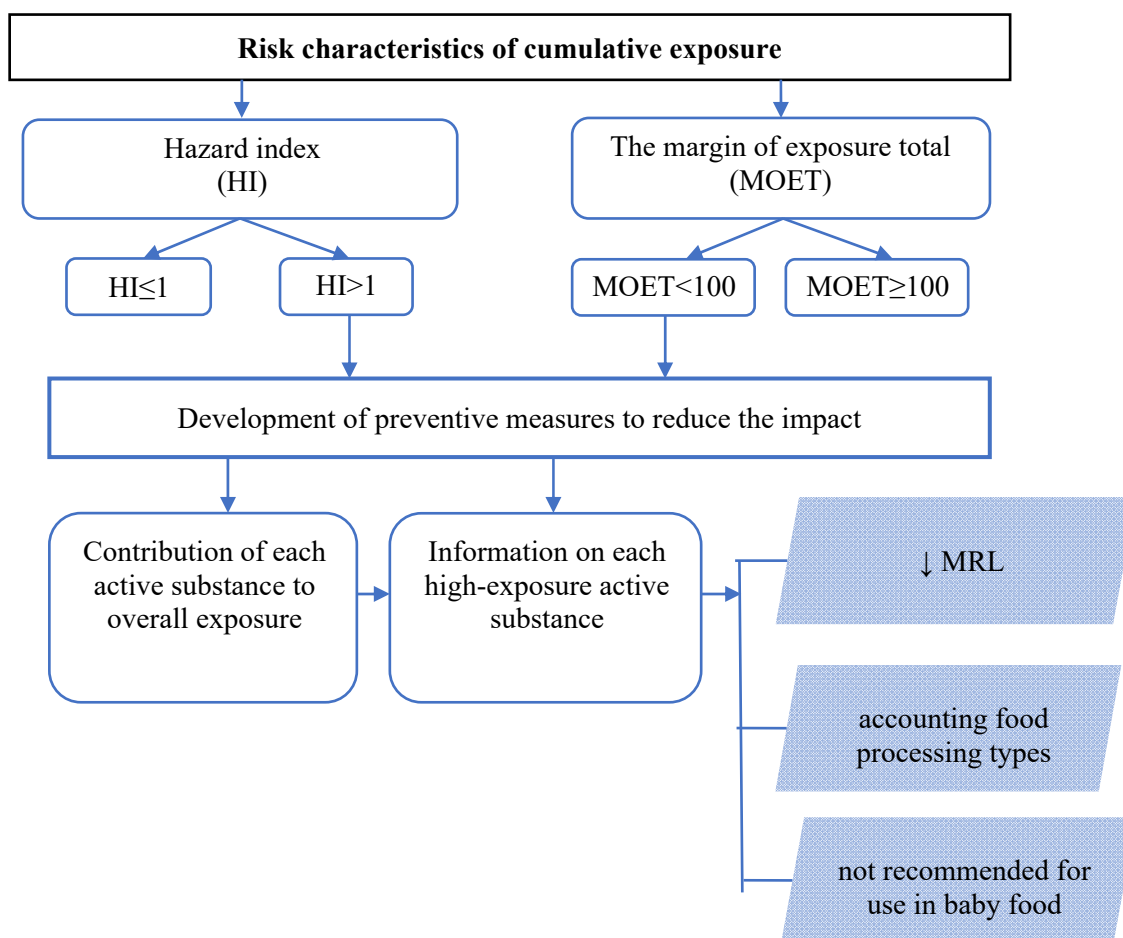 Risk characteristics of cumulative exposure
Hazard index
(HI)
The margin of exposure total
(MOET)
HI≤1
HI>1
MOET<100
MOET≥100
Development of preventive measures to reduce the impact
Contribution of each
active substance to
overall exposure
Information on each
high-exposure active
substance
↓ MRL
accounting food
processing types
not recommended for
use in baby food